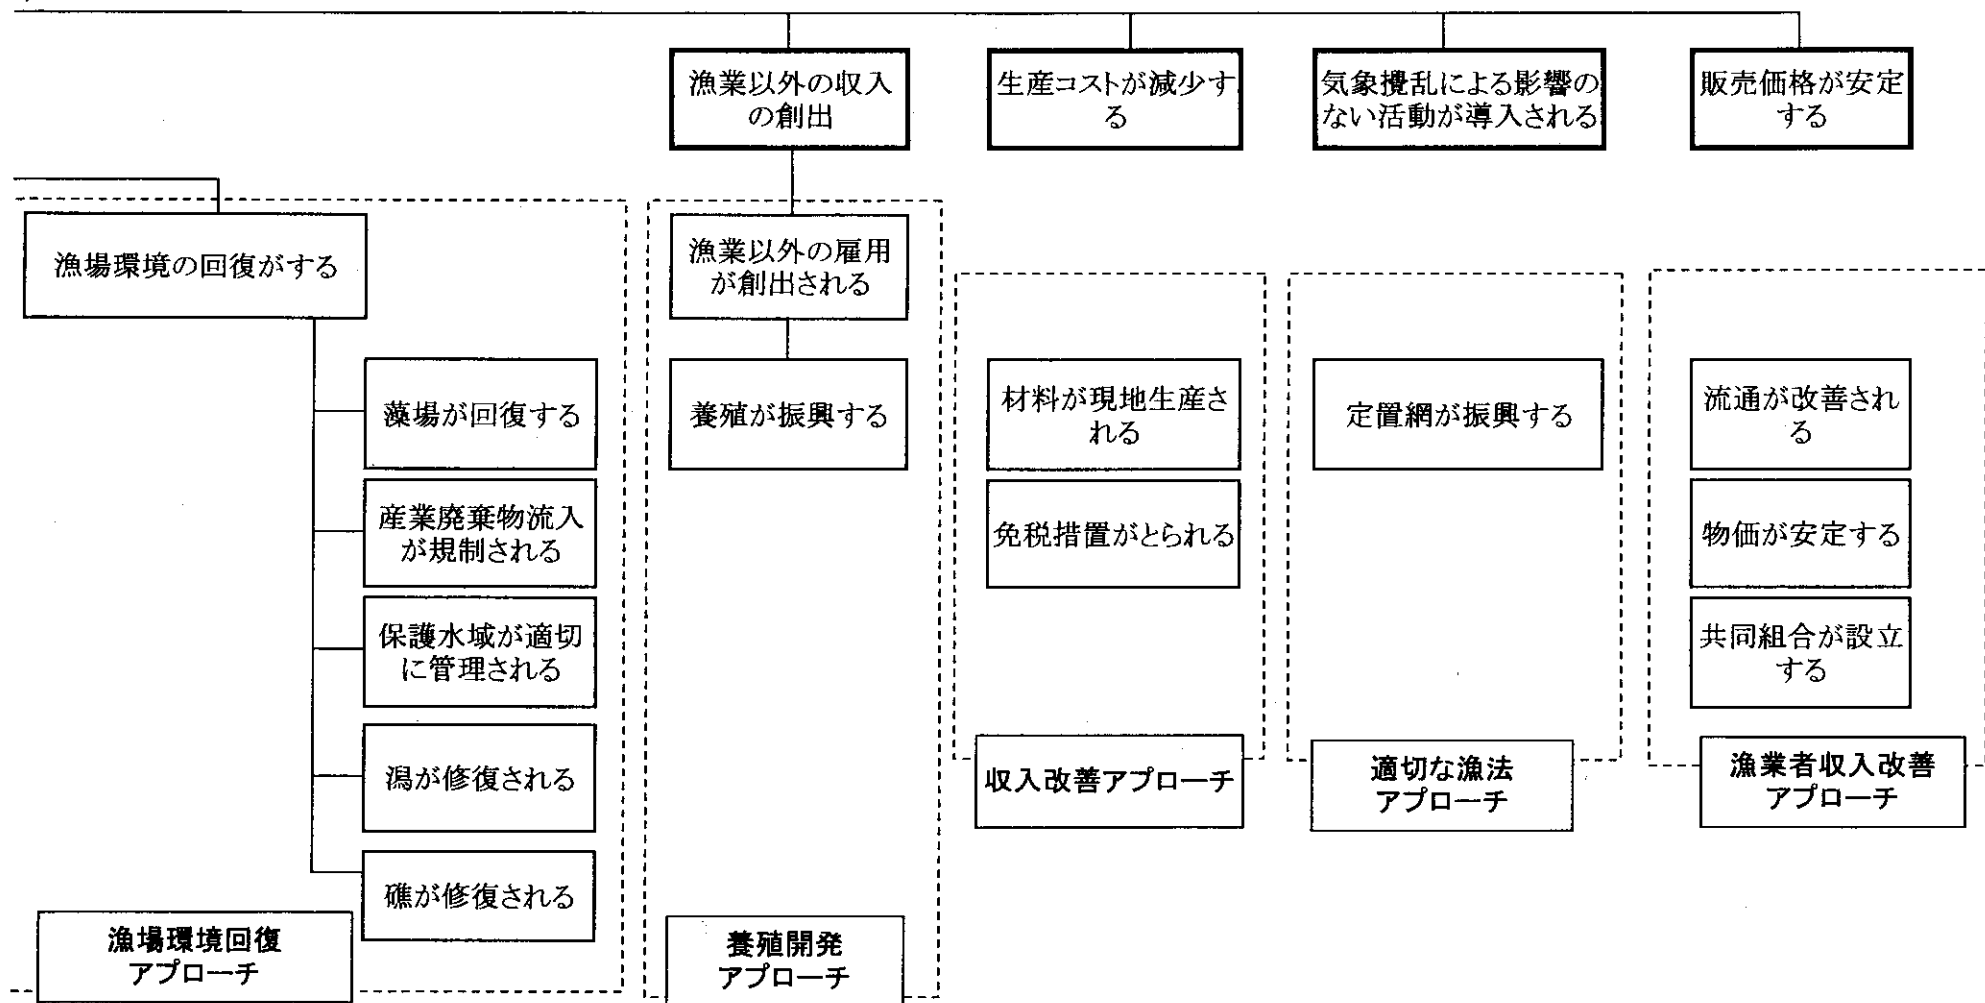 漁業以外の収入
の創出
生産コストが減少す
る
気象攪乱による影響の
ない活動が導入される
販売価格が安定
する
漁場環境の回復がする
漁業以外の雇用
が創出される
藻場が回復する
養殖が振興する
材料が現地生産さ
れる
定置網が振興する
流通が改善され
る
産業廃棄物流入
が規制される
免税措置がとられる
物価が安定する
保護水域が適切
に管理される
共同組合が設立
する
潟が修復される
収入改善アプローチ
適切な漁法
アプローチ
漁業者収入改善
アプローチ
礁が修復される
漁場環境回復
アプローチ
養殖開発
アプローチ